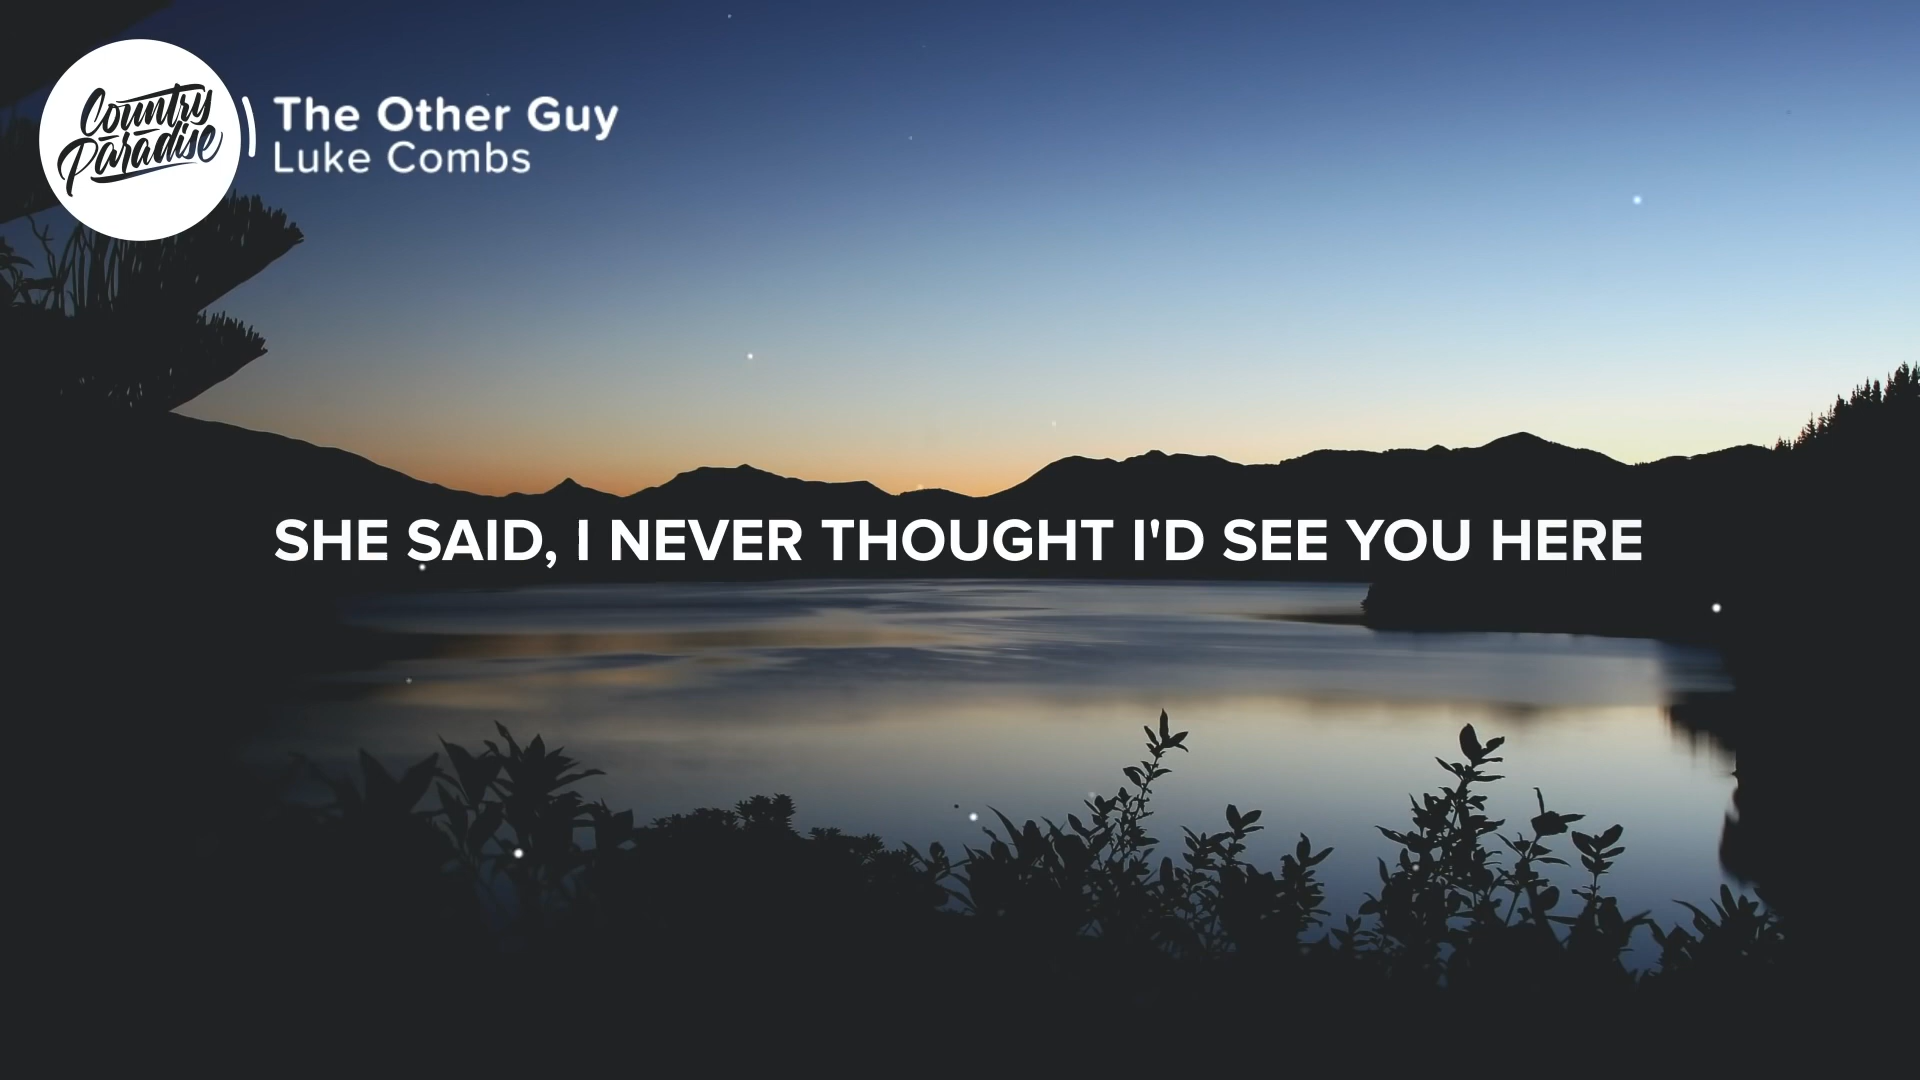 Country
Paradise
The Other Guy
Luke Combs
SHE SAID, I NEVER THOUGHT I'D SEE YOU HERE